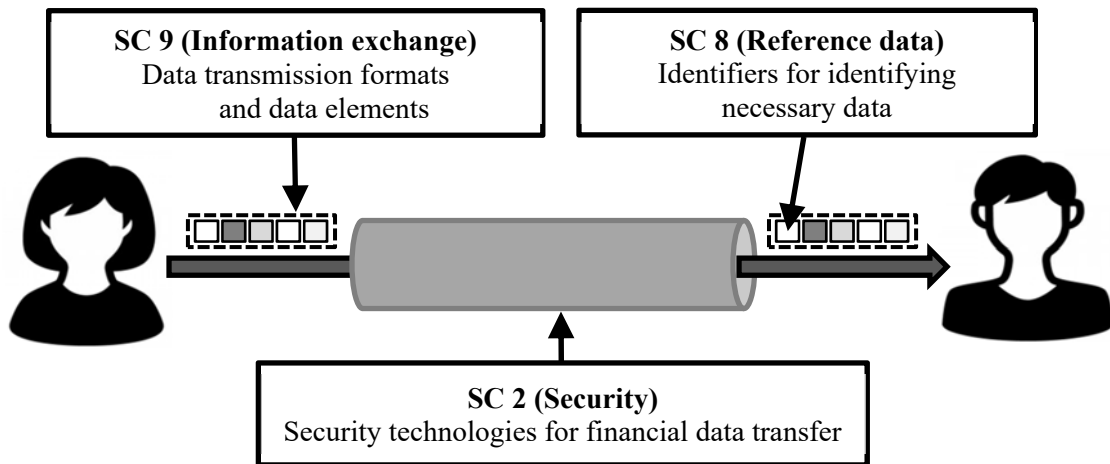 SC 9 (Information exchange)
Data transmission formats
and data elements
SC 8 (Reference data)
Identifiers for identifying
necessary data
SC 2 (Security)
Security technologies for financial data transfer